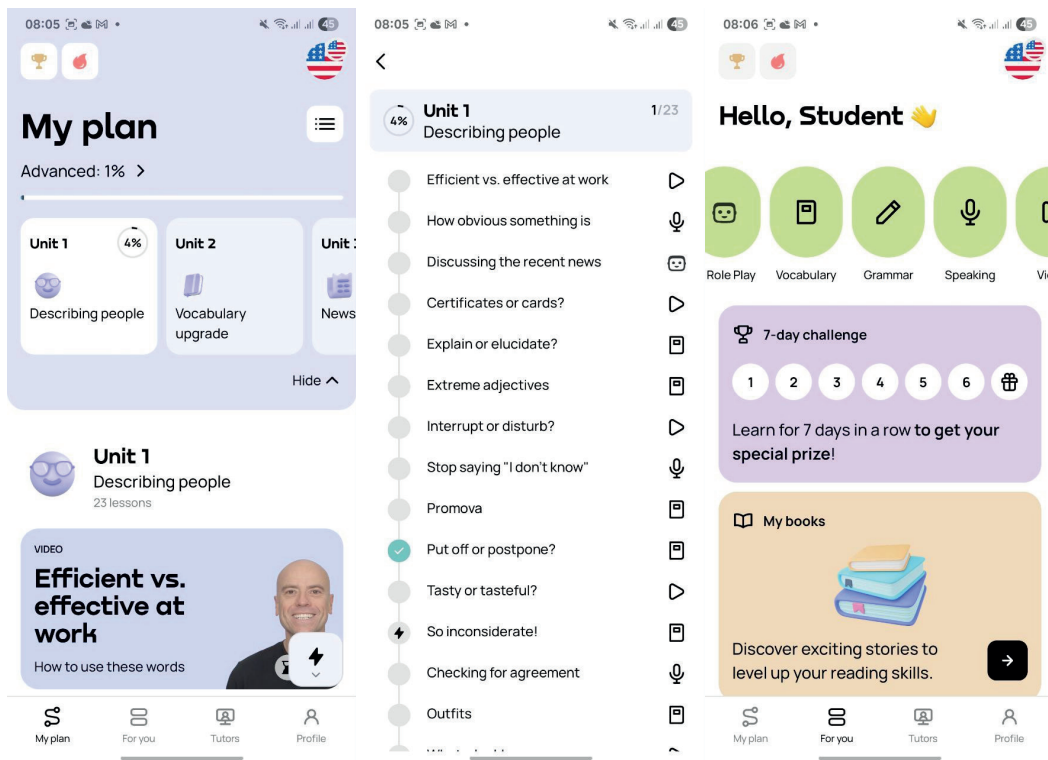 08:05
45
My plan
Advanced: 1%
Unit 1
4%
Describing people
Unit 2
Vocabulary
upgrade
Unit
News
Hide
Unit 1
Describing people
23 lessons
VIDEO
Efficient vs.
effective at
work
How to use these words
My plan
For you
Tutors
Profile
08:05
45
4%
Unit 1
1/23
Describing people
Efficient vs. effective at work
How obvious something is
Discussing the recent news
Certificates or cards?
Explain or elucidate?
Extreme adjectives
Interrupt or disturb?
Stop saying "I don't know"
Promova
Put off or postpone?
Tasty or tasteful?
So inconsiderate!
Checking for agreement
Outfits
08:06
45
Hello, Student 👋
Role Play
Vocabulary
Grammar
Speaking
7-day challenge
1 2 3 4 5 6
Learn for 7 days in a row to get your
special prize!
My books
Discover exciting stories to
level up your reading skills.
My plan
For you
Tutors
Profile